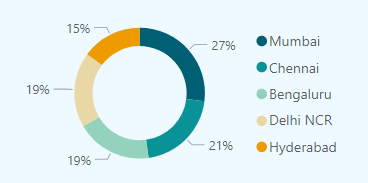 15%
27%
19%
19%
21%
Mumbai
Chennai
Bengaluru
Delhi NCR
Hyderabad